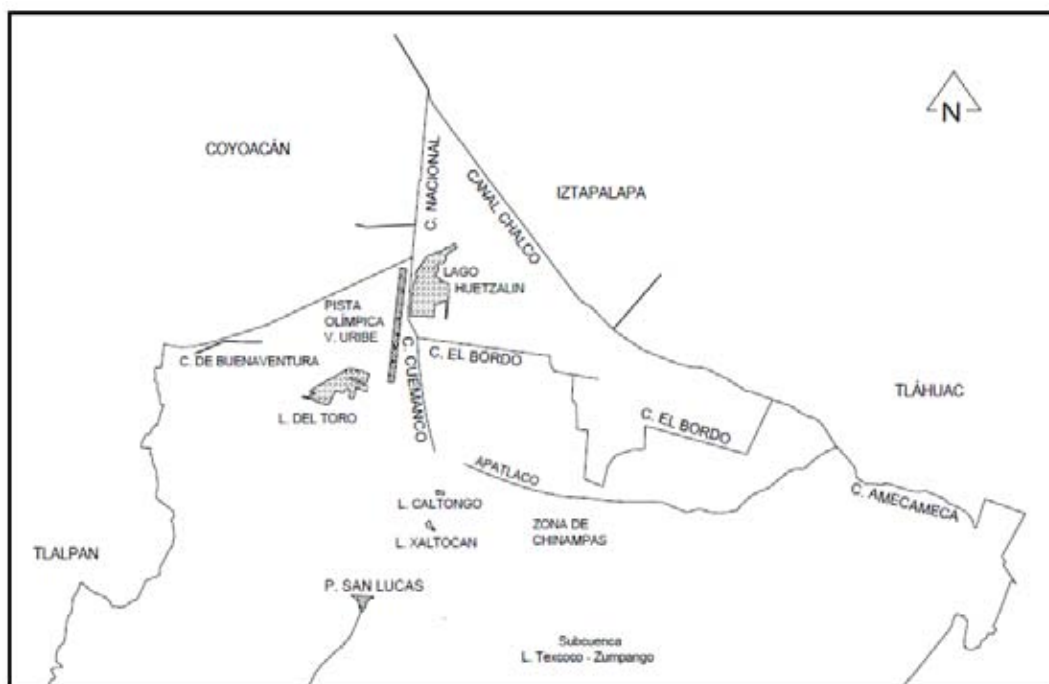 N
COYOACÁN
C. NACIONAL
CANAL CHALCO
IZTAPALAPA
LAGO
HUETZALIN
PISTA
OLÍMPICA
V. URIBE
C. DE BUENAVENTURA
C. CUEMANCO
C. EL BORDO
L. DEL TORO
TLÁHUAC
C. EL BORDO
APATLACO
C. AMECAMECA
L. CALTONGO
L. XALTOCAN
ZONA DE
CHINAMPAS
TLALPAN
P. SAN LUCAS
Subcuenca
L. Texcoco - Zumpango